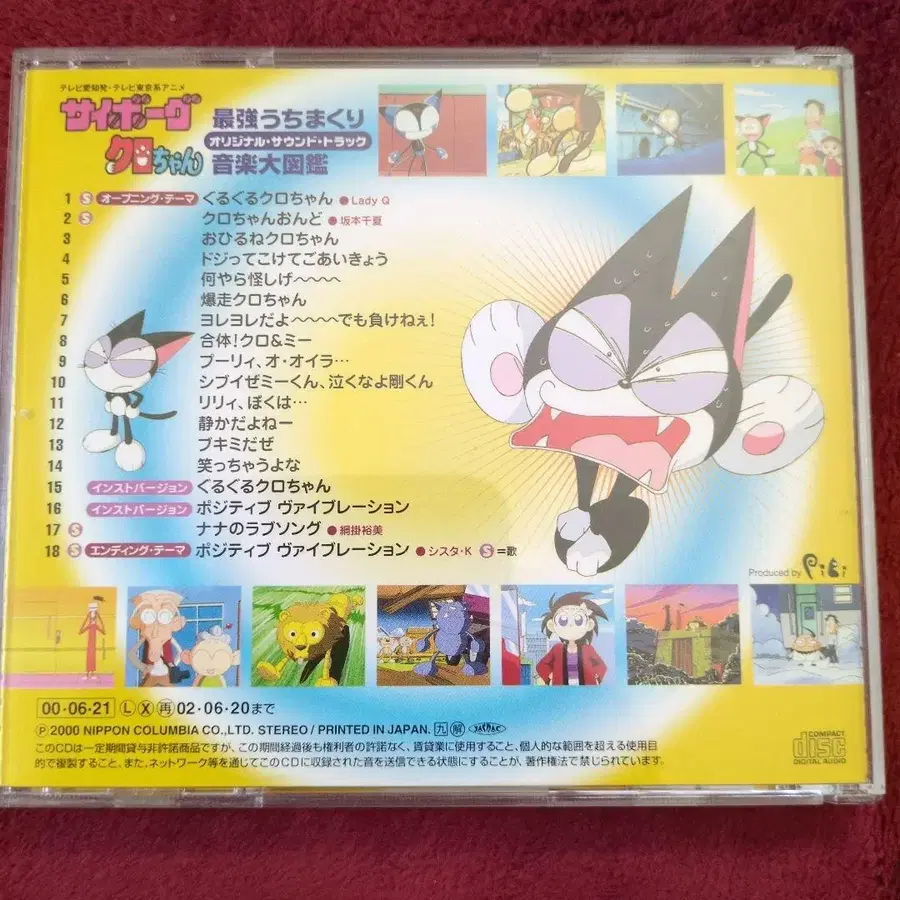 テレビ愛知発・テレビ東京系アニメ
サイボーグ
クロちゃん
最強うちまくり
オリジナル・サウンド・トラック
音楽大図鑑
1 Ⓢ オープニング・テーマ ぐるぐるクロちゃん ●Lady Q
2 Ⓢ クロちゃんおんど ●坂本千夏
3 おひるねクロちゃん
4 ドジってこけてごあいきょう
5 何やら怪しげ〜〜〜〜
6 爆走クロちゃん
7 ヨレヨレだよ〜〜〜〜でも負けねぇ!
8 合体!クロ&ミー
9 プーリィ、オ・オイラ…
10 シブイゼミーくん、泣くなよ剛くん
11 リリィ、ぼくは…
12 静かだよねー
13 ブキミだぜ
14 笑っちゃうよな
15 インストバージョン ぐるぐるクロちゃん
16 インストバージョン ポジティブ ヴァイブレーション
17 Ⓢ ナナのラブソング ●網掛裕美
18 Ⓢ エンディング・テーマ ポジティブ ヴァイブレーション ●シスタ・K Ⓢ=歌
Produced by
00·06·21 Ⓛ Ⓧ 再 02·06·20まで
Ⓟ2000 NIPPON COLUMBIA CO.,LTD. STEREO / PRINTED IN JAPAN. 九 解 JASRAC
このCDは一定期間貸与非許諾商品ですが、この期間経過後も権利者の許諾なく、賃貸業に使用すること、個人的な範囲を超える使用目
的で複製すること、また、ネットワーク等を通じてこのCDに収録された音を送信できる状態にすることが、著作権法で禁じられています。
COMPACT
disc
DIGITAL AUDIO